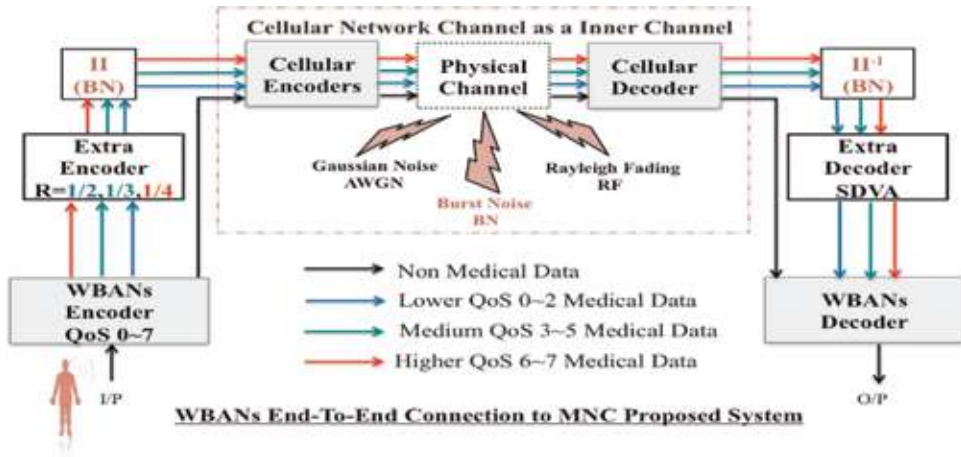 Cellular Network Channel as a Inner Channel
II
(BN)
Cellular
Encoders
Physical
Channel
Cellular
Decoder
II-1
(BN)
Extra
Encoder
R=1/2,1/3,1/4
Gaussian Noise
AWGN
Burst Noise
BN
Rayleigh Fading
RF
Extra
Decoder
SDVA
WBANs
Encoder
QoS 0~7
Non Medical Data
Lower QoS 0~2 Medical Data
Medium QoS 3~5 Medical Data
Higher QoS 6~7 Medical Data
WBANs
Decoder
I/P
O/P
WBANs End-To-End Connection to MNC Proposed System